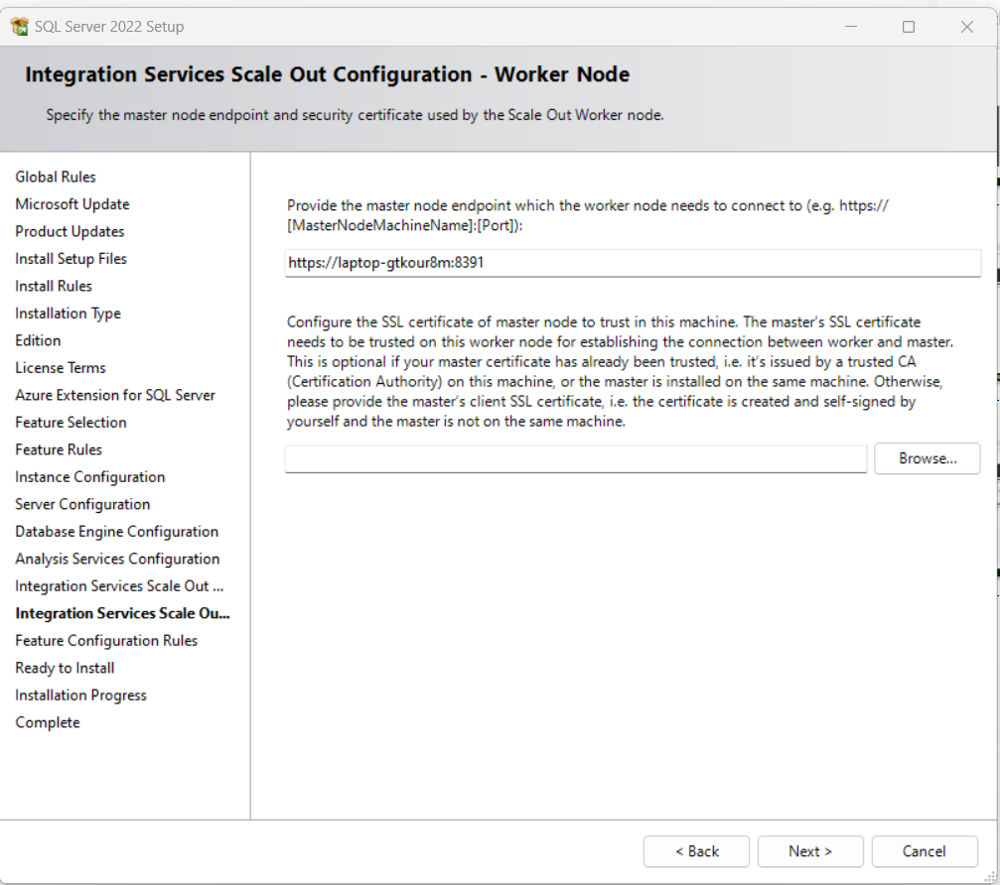 SQL Server 2022 Setup
Integration Services Scale Out Configuration - Worker Node
Specify the master node endpoint and security certificate used by the Scale Out Worker node.
Global Rules
Microsoft Update
Product Updates
Install Setup Files
Install Rules
Installation Type
Edition
License Terms
Azure Extension for SQL Server
Feature Selection
Feature Rules
Instance Configuration
Server Configuration
Database Engine Configuration
Analysis Services Configuration
Integration Services Scale Out ...
Integration Services Scale Ou...
Feature Configuration Rules
Ready to Install
Installation Progress
Complete
Provide the master node endpoint which the worker node needs to connect to (e.g. https://
[MasterNodeMachineName]:[Port]):
https://laptop-gtkour8m:8391
Configure the SSL certificate of master node to trust in this machine. The master's SSL certificate
needs to be trusted on this worker node for establishing the connection between worker and master.
This is optional if your master certificate has already been trusted, i.e. it's issued by a trusted CA
(Certification Authority) on this machine, or the master is installed on the same machine. Otherwise,
please provide the master's client SSL certificate, i.e. the certificate is created and self-signed by
yourself and the master is not on the same machine.
Browse...
< Back
Next >
Cancel